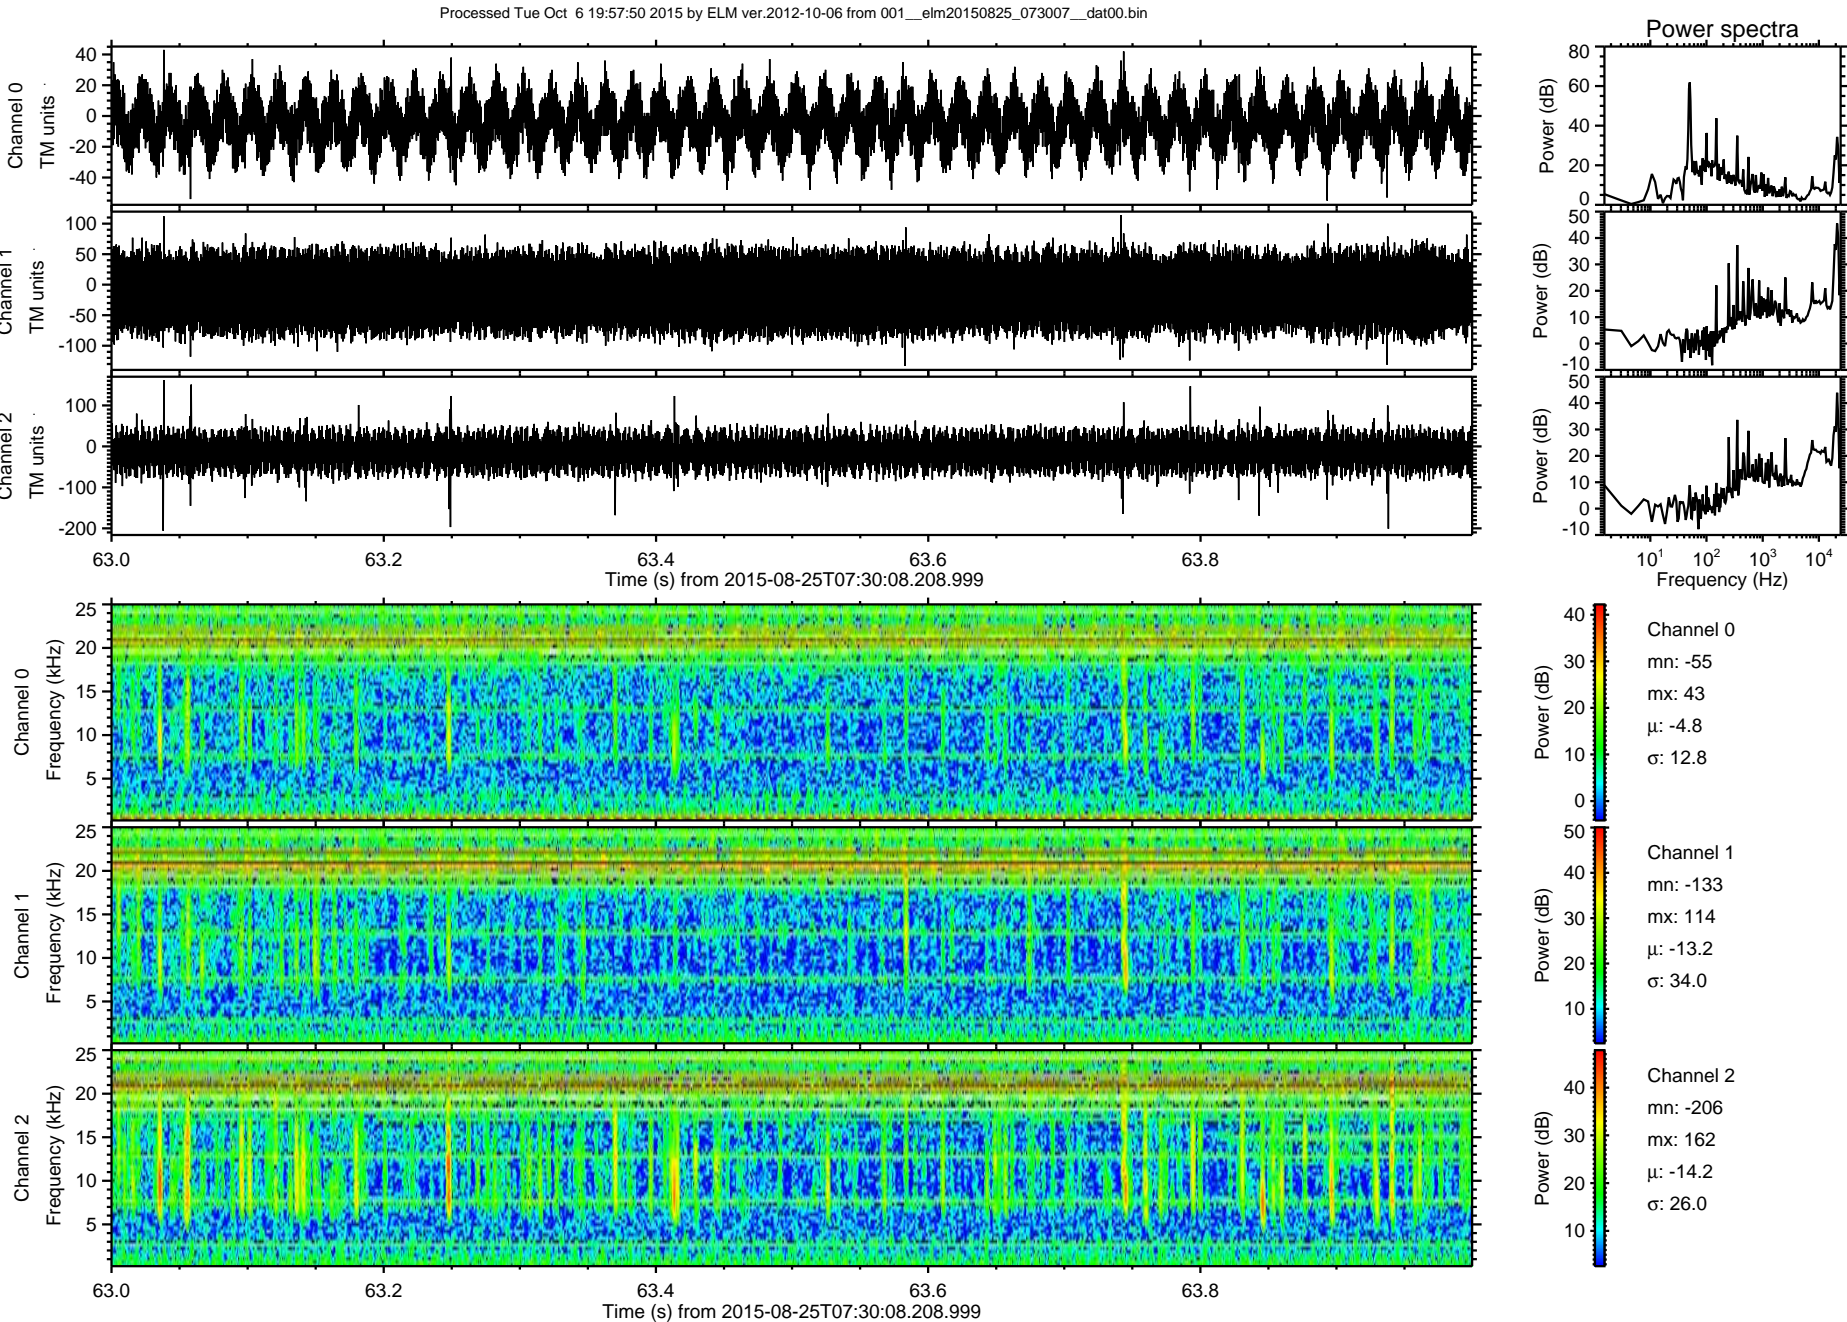 Processed Tue Oct 6 19:57:50 2015 by ELM ver.2012-10-06 from 001__elm20150825_073007__dat00.bin
Power spectra
Channel 0
TM units
40
20
0
-20
-40
Power (dB)
80
60
40
20
0
Channel 1
TM units
100
50
0
-50
-100
Power (dB)
50
40
30
20
10
0
-10
Channel 2
TM units
100
0
-100
-200
Power (dB)
50
40
30
20
10
0
-10
63.0 63.2 63.4 63.6 63.8
Time (s) from 2015-08-25T07:30:08.208.999
10¹ 10² 10³ 10⁴
Frequency (Hz)
Channel 0
Frequency (kHz)
25
20
15
10
5
Power (dB)
40
30
20
10
0
Channel 0
mn: -55
mx: 43
μ: -4.8
σ: 12.8
Channel 1
Frequency (kHz)
25
20
15
10
5
Power (dB)
50
40
30
20
10
Channel 1
mn: -133
mx: 114
μ: -13.2
σ: 34.0
Channel 2
Frequency (kHz)
25
20
15
10
5
Power (dB)
40
30
20
10
Channel 2
mn: -206
mx: 162
μ: -14.2
σ: 26.0
63.0 63.2 63.4 63.6 63.8
Time (s) from 2015-08-25T07:30:08.208.999